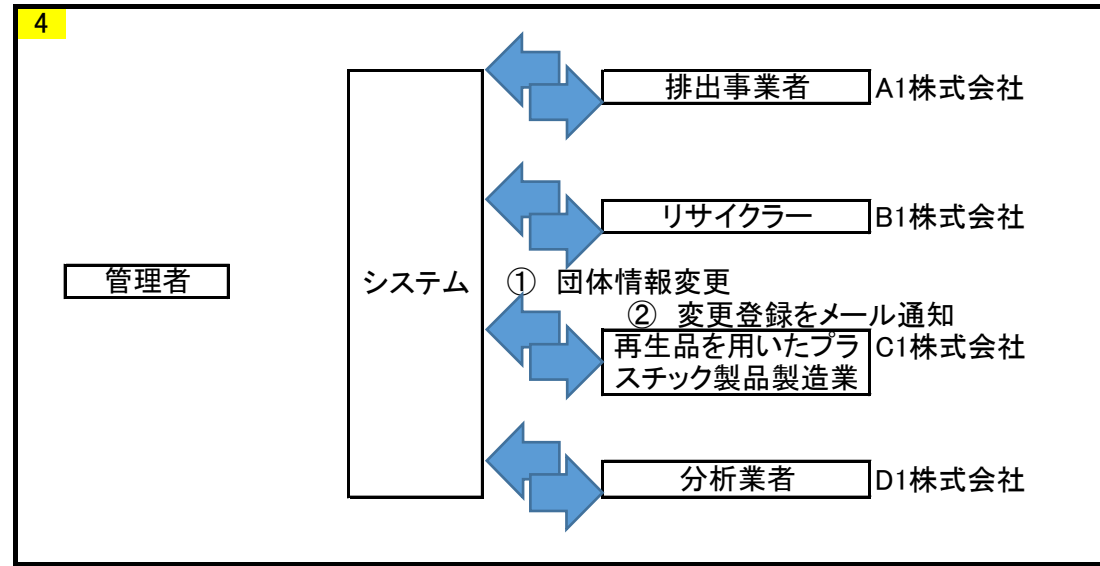 4
排出事業者 A1株式会社
リサイクラー B1株式会社
管理者 システム ① 団体情報変更
② 変更登録をメール通知
再生品を用いたプラ C1株式会社
スチック製品製造業
分析業者 D1株式会社